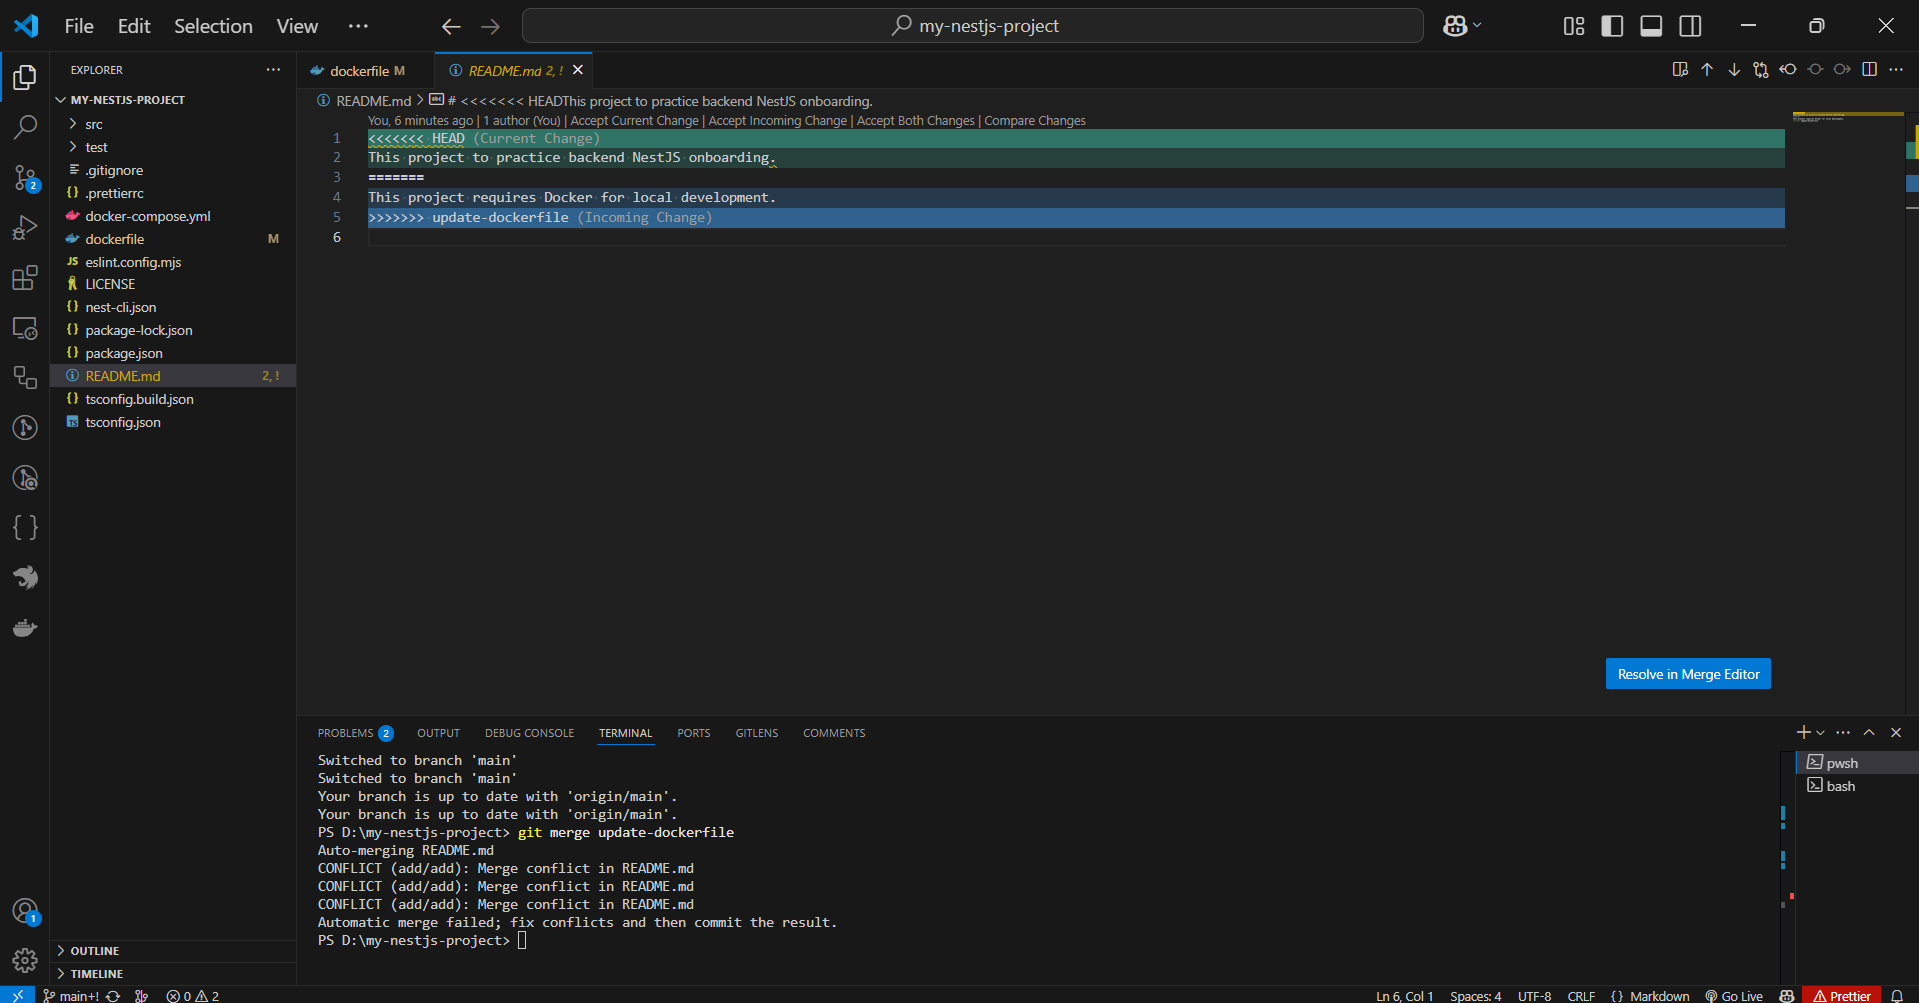 File Edit Selection View ···
my-nestjs-project
EXPLORER ···
MY-NESTJS-PROJECT
src
test
.gitignore
{} .prettierrc
docker-compose.yml
dockerfile M
JS eslint.config.mjs
LICENSE
{} nest-cli.json
{} package-lock.json
{} package.json
README.md 2, !
{} tsconfig.build.json
TS tsconfig.json
OUTLINE
TIMELINE
2
1
dockerfile M
README.md 2, !
README.md > abc # <<<<<<< HEADThis project to practice backend NestJS onboarding.
You, 6 minutes ago | 1 author (You) | Accept Current Change | Accept Incoming Change | Accept Both Changes | Compare Changes
1 <<<<<<< HEAD (Current Change)
2 This project to practice backend NestJS onboarding.
3 =======
4 This project requires Docker for local development.
5 >>>>>>> update-dockerfile (Incoming Change)
6
Resolve in Merge Editor
PROBLEMS 2 OUTPUT DEBUG CONSOLE TERMINAL PORTS GITLENS COMMENTS
Switched to branch 'main'
Switched to branch 'main'
Your branch is up to date with 'origin/main'.
Your branch is up to date with 'origin/main'.
PS D:\my-nestjs-project> git merge update-dockerfile
Auto-merging README.md
CONFLICT (add/add): Merge conflict in README.md
CONFLICT (add/add): Merge conflict in README.md
CONFLICT (add/add): Merge conflict in README.md
Automatic merge failed; fix conflicts and then commit the result.
PS D:\my-nestjs-project>
pwsh
bash
main+! 0 2 Ln 6, Col 1 Spaces: 4 UTF-8 CRLF {} Markdown Go Live Prettier